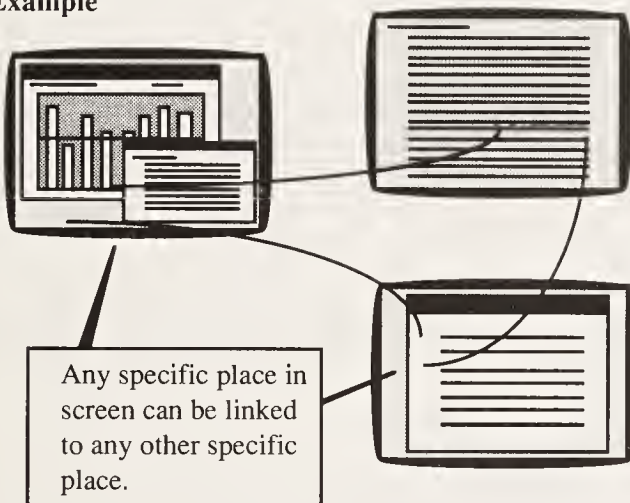 Example
Any specific place in
screen can be linked
to any other specific
place.